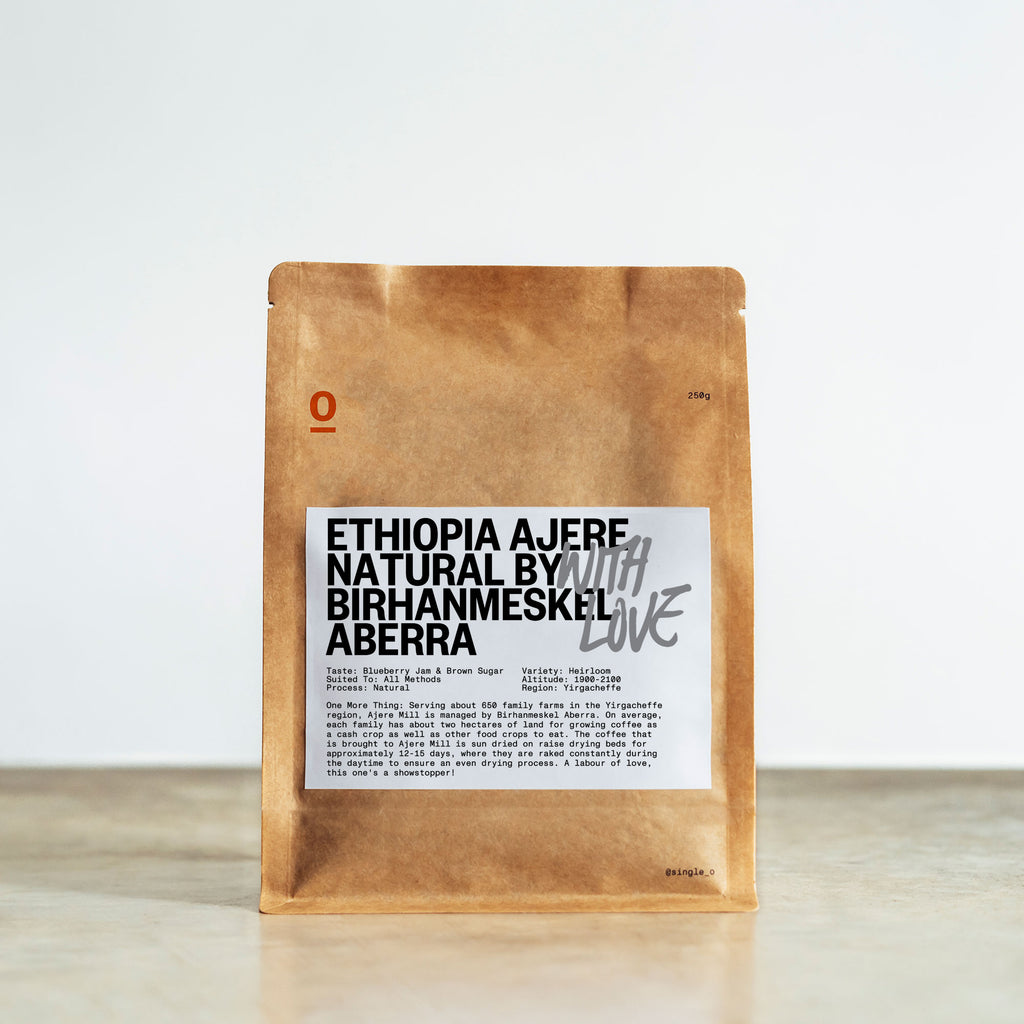 O
250g
ETHIOPIA AJERE
NATURAL BY
BIRHANMESKEL
ABERRA
WITH
LOVE
Taste: Blueberry Jam & Brown Sugar
Suited To: All Methods
Process: Natural
Variety: Heirloom
Altitude: 1900-2100
Region: Yirgacheffe
One More Thing: Serving about 650 family farms in the Yirgacheffe
region, Ajere Mill is managed by Birhanmeskel Aberra. On average,
each family has about two hectares of land for growing coffee as
a cash crop as well as other food crops to eat. The coffee that
is brought to Ajere Mill is sun dried on raise drying beds for
approximately 12-15 days, where they are raked constantly during
the daytime to ensure an even drying process. A labour of love,
this one's a showstopper!
@single_o